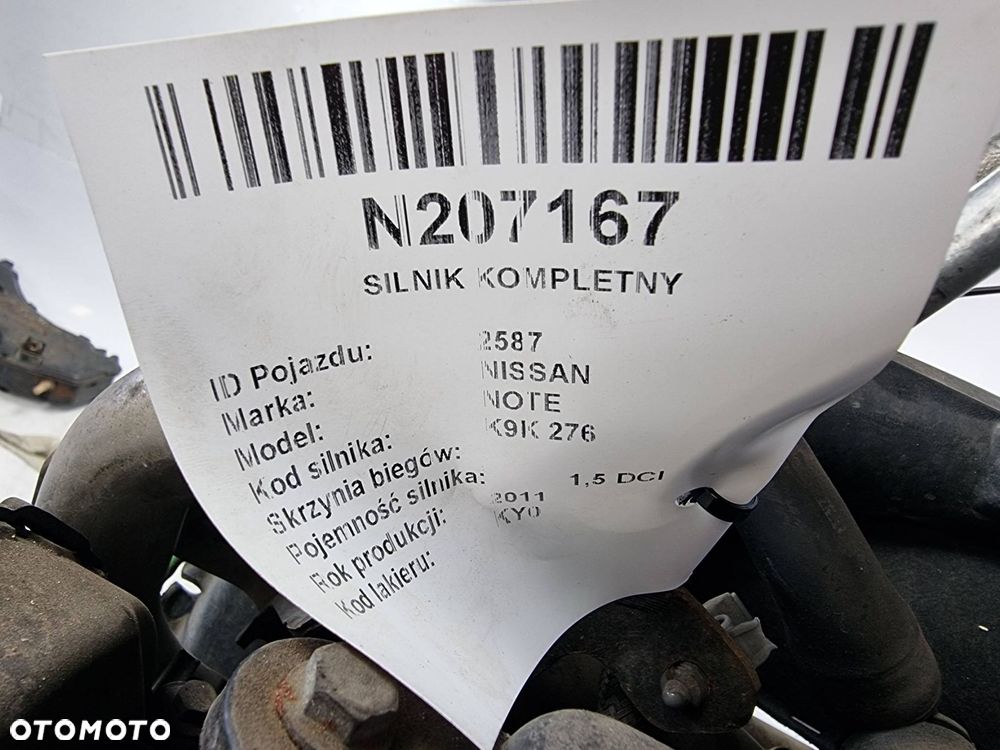 N207167
SILNIK KOMPLETNY
ID Pojazdu: 2587
Marka: NISSAN
Model: NOTE
Kod silnika: K9K 276
Skrzynia biegów:
Pojemność silnika: 1,5 DCI
Rok produkcji: 2011
Kod lakieru: KY0
OTOMOTO